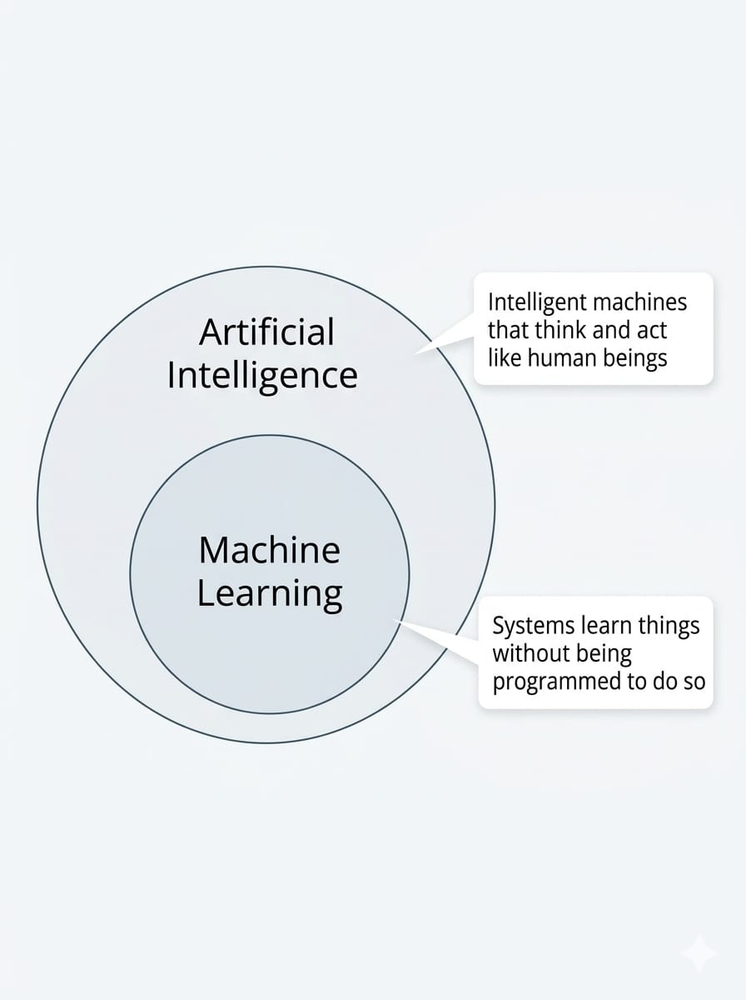 Artificial
Intelligence
Intelligent machines
that think and act
like human beings
Machine
Learning
Systems learn things
without being
programmed to do so